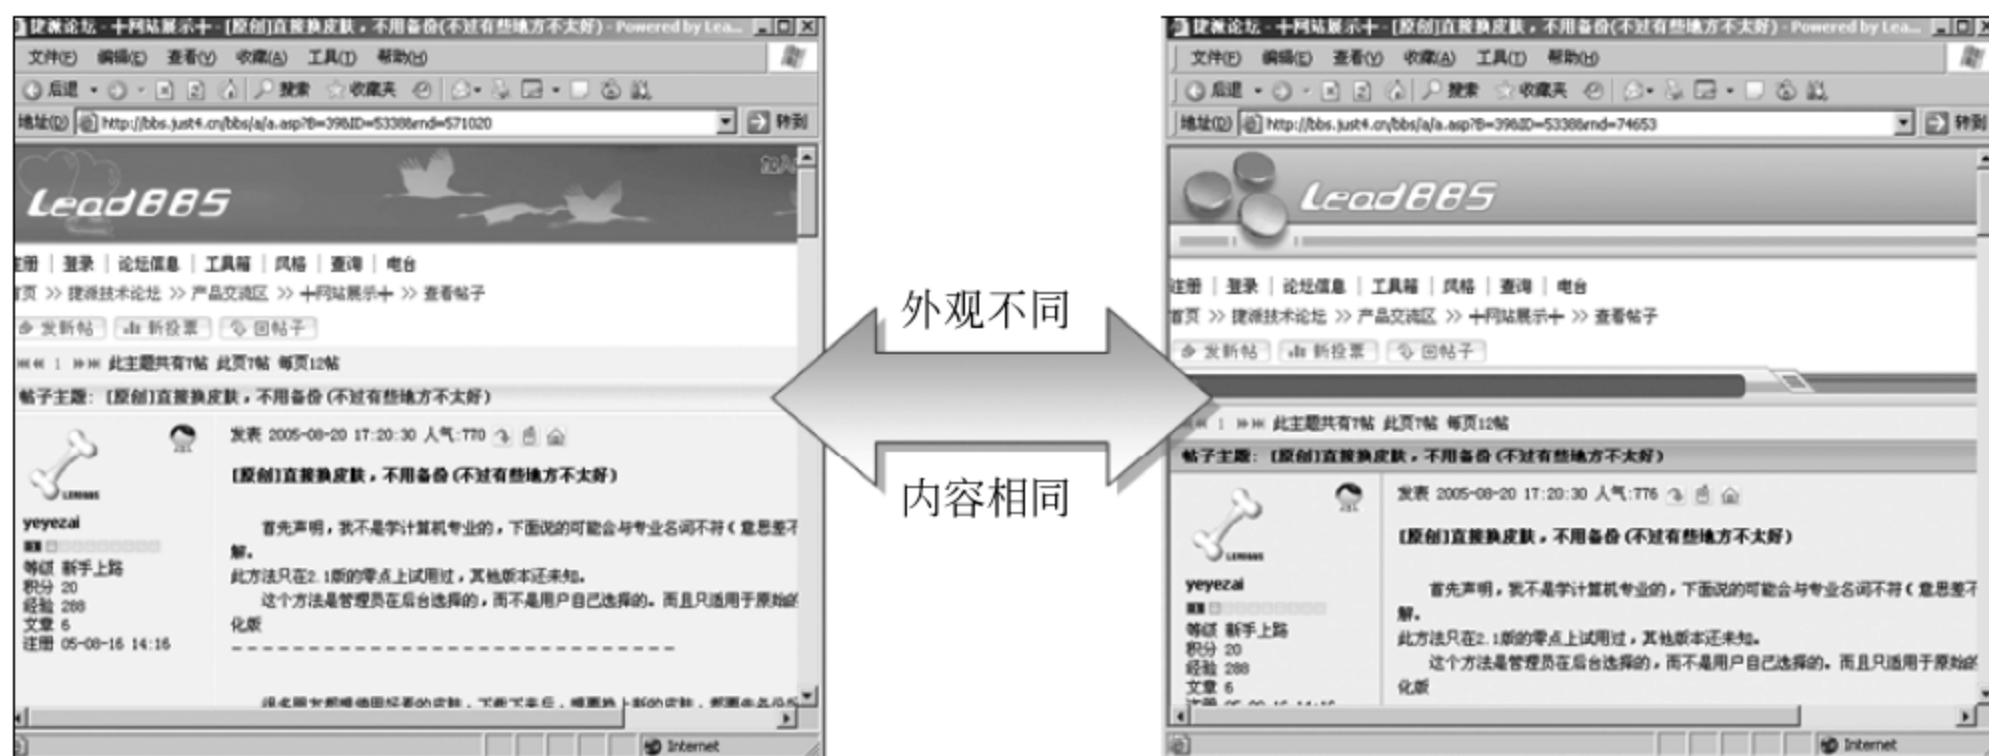 捷派论坛 - 十网站展示十 - [原创]直接换皮肤，不用备份(不过有些地方不太好) - Powered by Lea...
文件(F) 编辑(E) 查看(V) 收藏(A) 工具(T) 帮助(H)
后退 搜索 收藏夹
地址(D) http://bbs.just4.cn/bbs/a/a.asp?B=39&ID=5338&rnd=571020 转到
Lead88S
注册 | 登录 | 论坛信息 | 工具箱 | 风格 | 查询 | 电台
首页 >> 捷派技术论坛 >> 产品交流区 >> 十网站展示十 >> 查看帖子
发新帖 新投票 回帖子
1 此主题共有7帖 此页7帖 每页12帖
帖子主题: [原创]直接换皮肤，不用备份(不过有些地方不太好)
发表 2005-08-20 17:20:30 人气:770
[原创]直接换皮肤，不用备份(不过有些地方不太好)
LEADBBS
yeyezai
等级 新手上路
积分 20
经验 288
文章 6
注册 05-08-16 14:16
首先声明，我不是学计算机专业的，下面说的可能会与专业名词不符(意思差不
解。
此方法只在2.1版的零点上试用过，其他版本还未知。
这个方法是管理员在后台选择的，而不是用户自己选择的。而且只适用于原始的
化版
Internet
外观不同
内容相同
捷派论坛 - 十网站展示十 - [原创]直接换皮肤，不用备份(不过有些地方不太好) - Powered by Lea...
文件(F) 编辑(E) 查看(V) 收藏(A) 工具(T) 帮助(H)
后退 搜索 收藏夹
地址(D) http://bbs.just4.cn/bbs/a/a.asp?B=39&ID=5338&rnd=74653 转到
Lead88S
注册 | 登录 | 论坛信息 | 工具箱 | 风格 | 查询 | 电台
首页 >> 捷派技术论坛 >> 产品交流区 >> 十网站展示十 >> 查看帖子
发新帖 新投票 回帖子
1 此主题共有7帖 此页7帖 每页12帖
帖子主题: [原创]直接换皮肤，不用备份(不过有些地方不太好)
发表 2005-08-20 17:20:30 人气:776
[原创]直接换皮肤，不用备份(不过有些地方不太好)
LEADBBS
yeyezai
等级 新手上路
积分 20
经验 288
文章 6
首先声明，我不是学计算机专业的，下面说的可能会与专业名词不符(意思差不
解。
此方法只在2.1版的零点上试用过，其他版本还未知。
这个方法是管理员在后台选择的，而不是用户自己选择的。而且只适用于原始的
化版
Internet